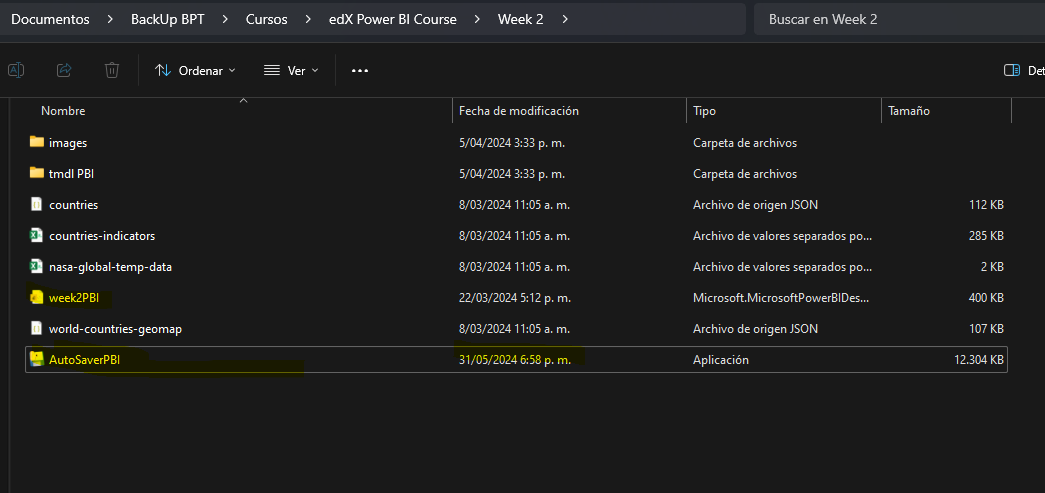 Documentos > BackUp BPT > Cursos > edX Power BI Course > Week 2 > Buscar en Week 2
Ordenar Ver ... Det
Nombre Fecha de modificación Tipo Tamaño
images 5/04/2024 3:33 p. m. Carpeta de archivos
tmdl PBI 5/04/2024 3:33 p. m. Carpeta de archivos
countries 8/03/2024 11:05 a. m. Archivo de origen JSON 112 KB
countries-indicators 8/03/2024 11:05 a. m. Archivo de valores separados po... 285 KB
nasa-global-temp-data 8/03/2024 11:05 a. m. Archivo de valores separados po... 2 KB
week2PBI 22/03/2024 5:12 p. m. Microsoft.MicrosoftPowerBIDes... 400 KB
world-countries-geomap 8/03/2024 11:05 a. m. Archivo de origen JSON 107 KB
AutoSaverPBI 31/05/2024 6:58 p. m. Aplicación 12.304 KB